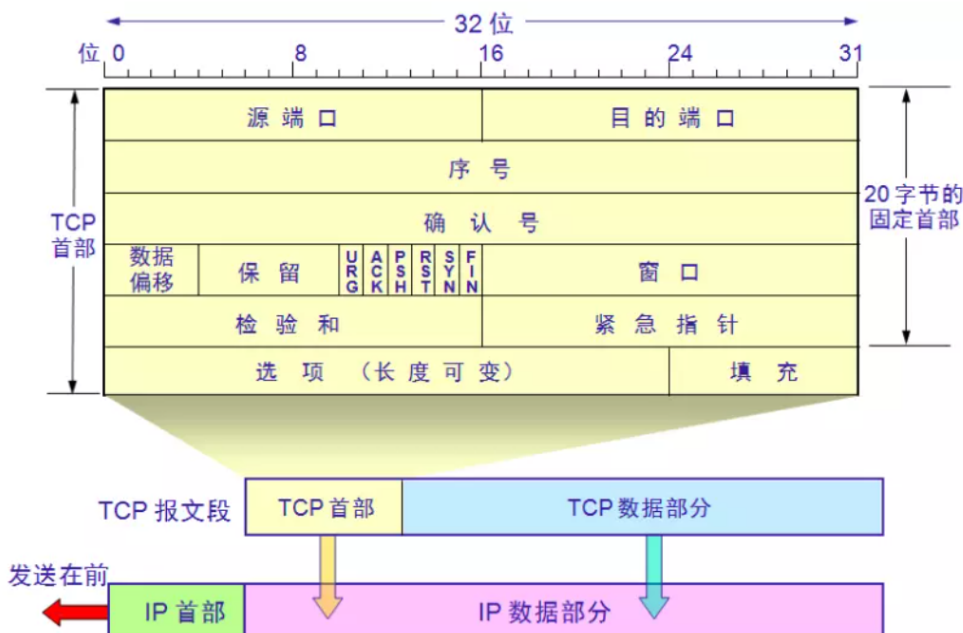 32 位
位 0 8 16 24 31
源 端 口 目 的 端 口
序 号
20 字节的
固定首部
TCP
首部
确 认 号
数据
偏移
保 留
URG
ACK
PSH
RST
SYN
FIN
窗 口
检 验 和 紧 急 指 针
选 项 （长 度 可 变） 填 充
TCP 报文段 TCP 首部 TCP 数据部分
发送在前
IP 首部 IP 数据部分